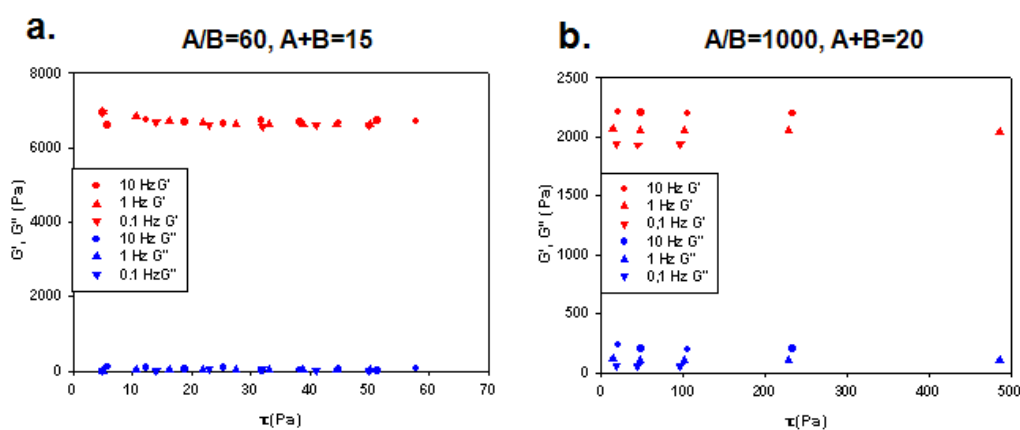 a.
A/B=60, A+B=15
8000
6000
4000
2000
0
G', G'' (Pa)
10 Hz G'
1 Hz G'
0.1 Hz G'
10 Hz G''
1 Hz G''
0.1 HzG''
0 10 20 30 40 50 60 70
τ(Pa)
b.
A/B=1000, A+B=20
2500
2000
1500
1000
500
0
G', G'' (Pa)
10 Hz G'
1 Hz G'
0,1 Hz G'
10 Hz G''
1 Hz G''
0,1 Hz G''
0 100 200 300 400 500
τ(Pa)